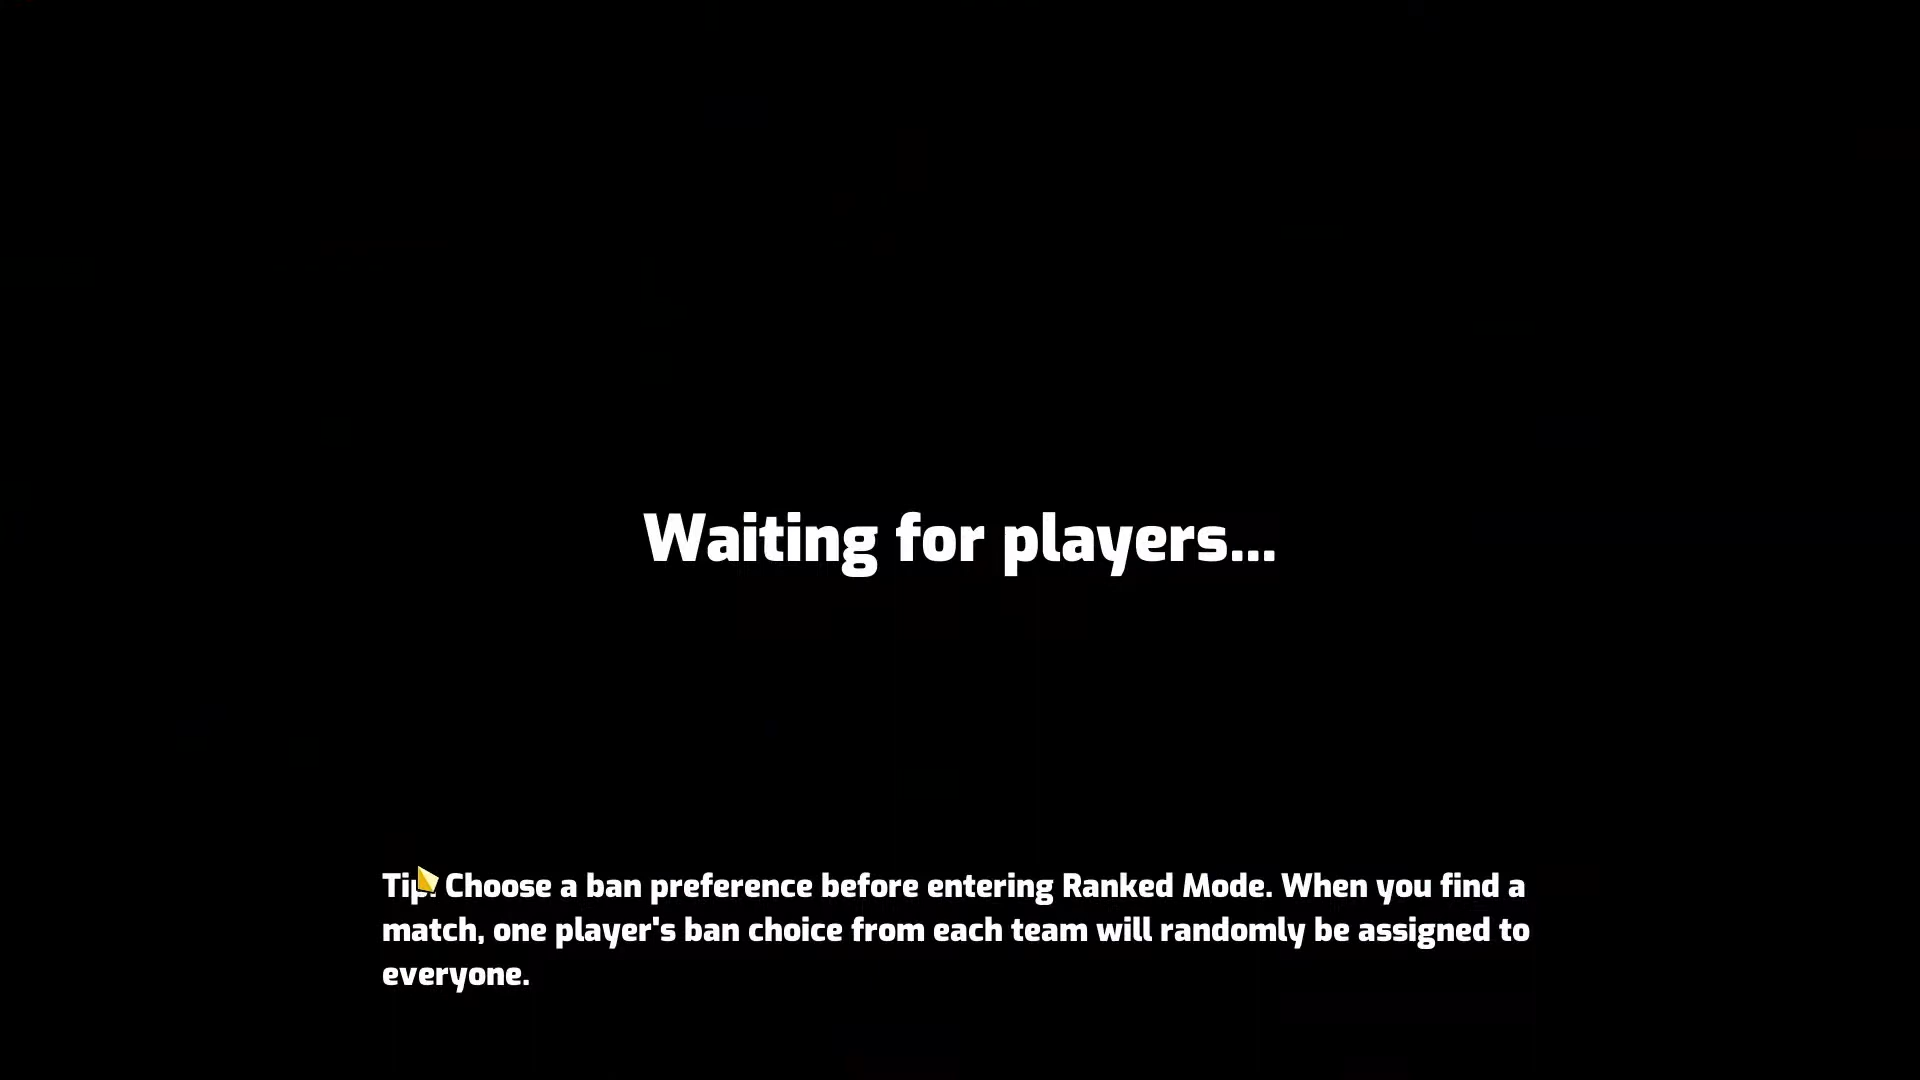 Waiting for players...
Tip: Choose a ban preference before entering Ranked Mode. When you find a
match, one player's ban choice from each team will randomly be assigned to
everyone.